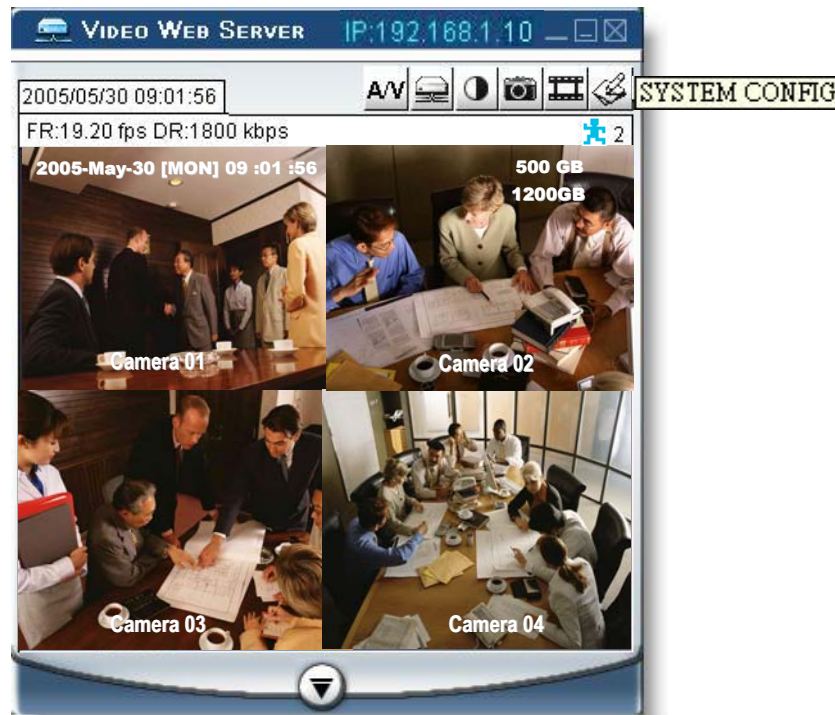 VIDEO WEB SERVER IP:192.168.1.10
A/V
SYSTEM CONFIG
2005/05/30 09:01:56
FR:19.20 fps DR:1800 kbps
2
2005-May-30 [MON] 09 :01 :56
500 GB
1200GB
Camera 01
Camera 02
Camera 03
Camera 04